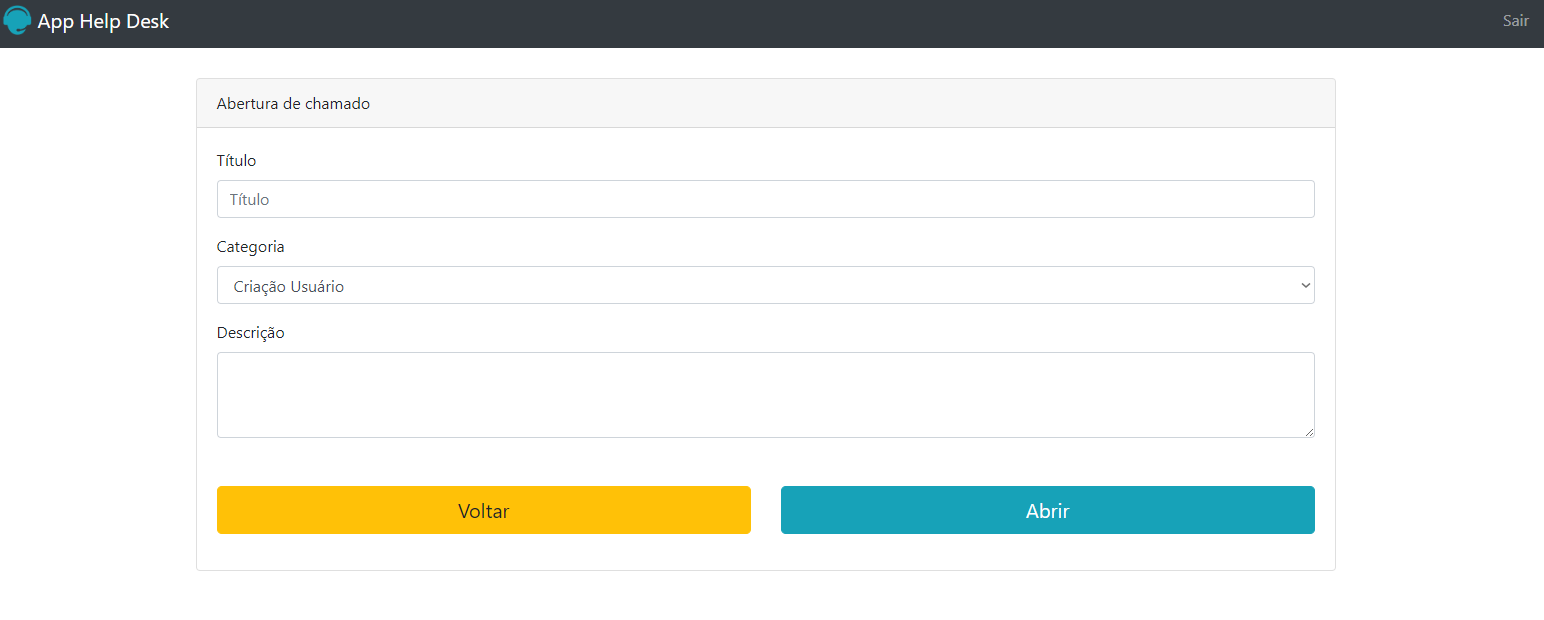 App Help Desk
Sair
Abertura de chamado
Título
Título
Categoria
Criação Usuário
Descrição
Voltar
Abrir